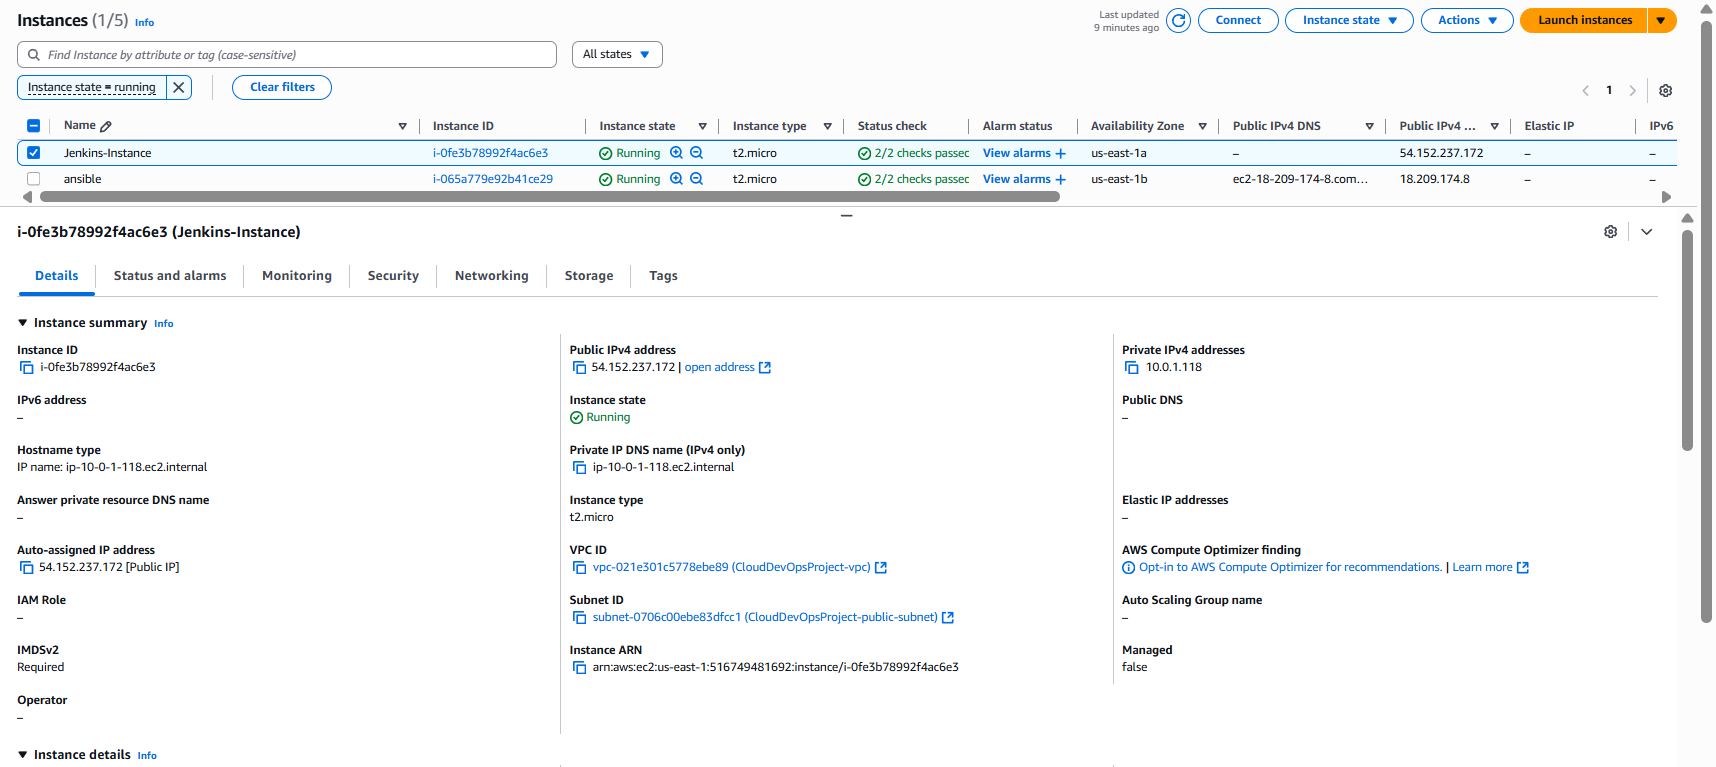 Instances (1/5) Info
Last updated
9 minutes ago
Connect
Instance state
Actions
Launch instances
Find Instance by attribute or tag (case-sensitive)
All states
Instance state = running
Clear filters
1
Name Instance ID Instance state Instance type Status check Alarm status Availability Zone Public IPv4 DNS Public IPv4 ... Elastic IP IPv6
Jenkins-Instance i-0fe3b78992f4ac6e3 Running t2.micro 2/2 checks passed View alarms + us-east-1a – 54.152.237.172 – –
ansible i-065a779e92b41ce29 Running t2.micro 2/2 checks passed View alarms + us-east-1b ec2-18-209-174-8.com... 18.209.174.8 – –
i-0fe3b78992f4ac6e3 (Jenkins-Instance)
Details Status and alarms Monitoring Security Networking Storage Tags
Instance summary Info
Instance ID
i-0fe3b78992f4ac6e3
Public IPv4 address
54.152.237.172 | open address
Private IPv4 addresses
10.0.1.118
IPv6 address
–
Instance state
Running
Public DNS
–
Hostname type
IP name: ip-10-0-1-118.ec2.internal
Private IP DNS name (IPv4 only)
ip-10-0-1-118.ec2.internal
Answer private resource DNS name
–
Instance type
t2.micro
Elastic IP addresses
–
Auto-assigned IP address
54.152.237.172 [Public IP]
VPC ID
vpc-021e301c5778ebe89 (CloudDevOpsProject-vpc)
AWS Compute Optimizer finding
Opt-in to AWS Compute Optimizer for recommendations. | Learn more
IAM Role
–
Subnet ID
subnet-0706c00ebe83dfcc1 (CloudDevOpsProject-public-subnet)
Auto Scaling Group name
–
IMDSv2
Required
Instance ARN
arn:aws:ec2:us-east-1:516749481692:instance/i-0fe3b78992f4ac6e3
Managed
false
Operator
–
Instance details Info